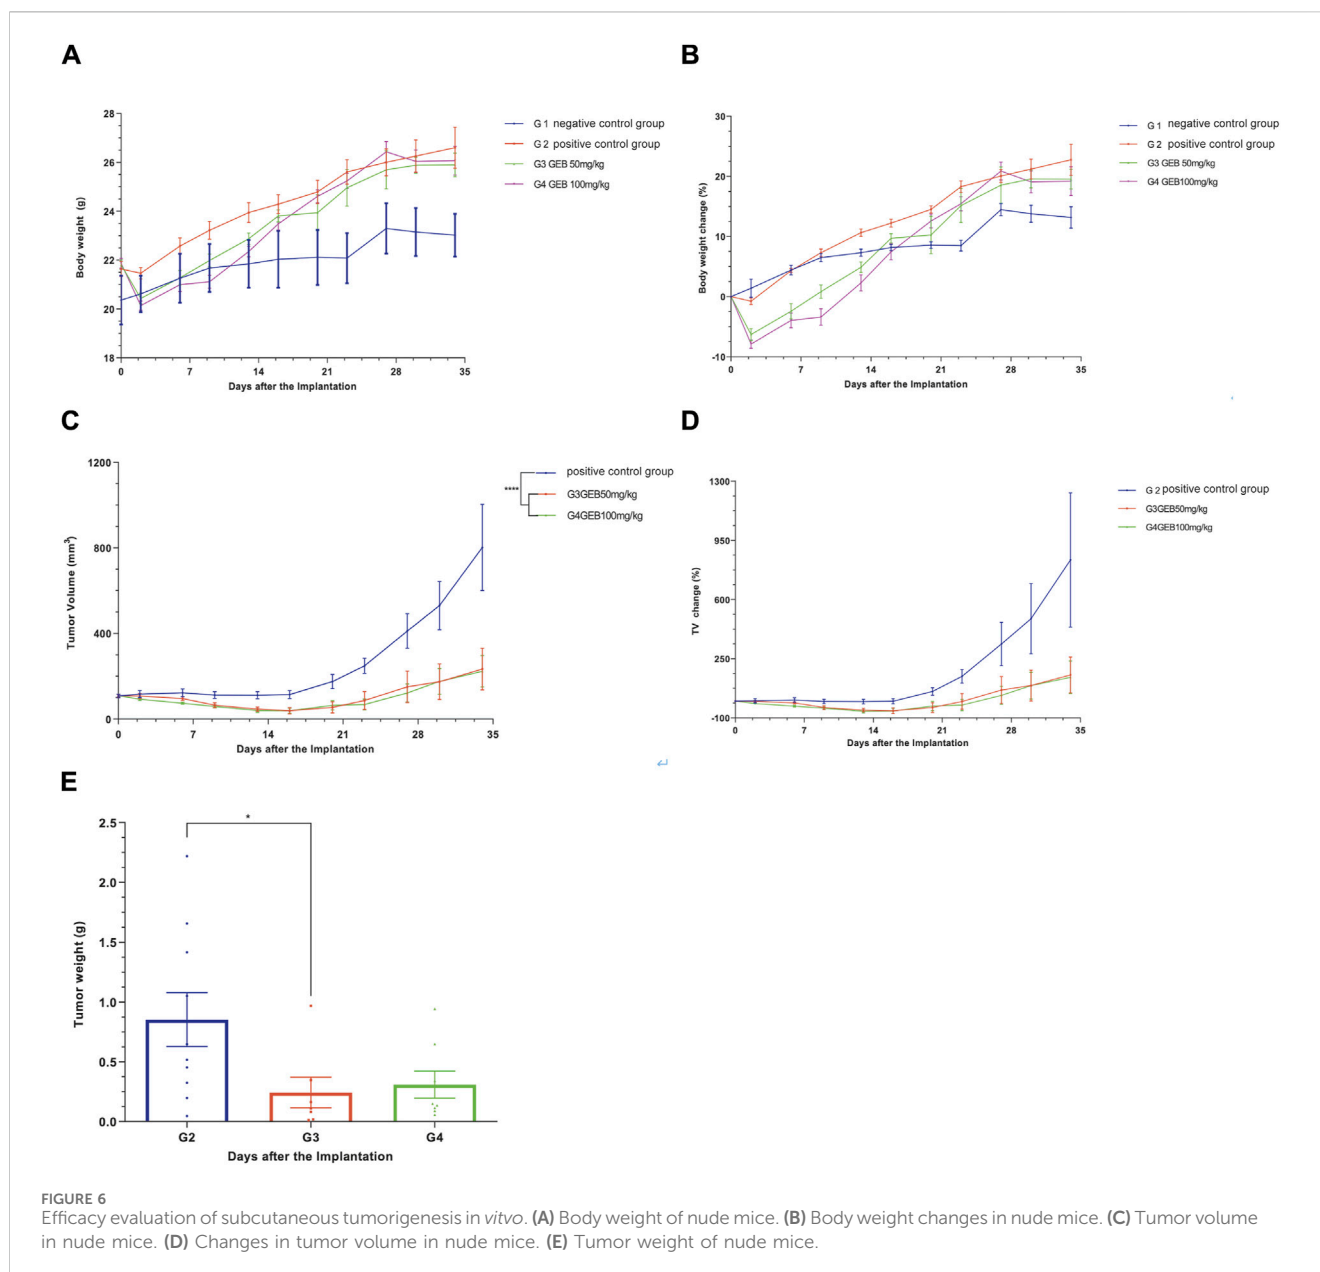 A
28
26
24
22
20
18
Body weight (g)
0 7 14 21 28 35
Days after the Implantation
G 1 negative control group
G 2 positive control group
G3 GEB 50mg/kg
G4 GEB 100mg/kg
B
30
20
10
0
-10
Body weight change (%)
0 7 14 21 28 35
Days after the Implantation
G 1 negative control group
G 2 positive control group
G3 GEB 50mg/kg
G4 GEB100mg/kg
C
1200
800
400
0
Tumor Volume (mm³)
0 7 14 21 28 35
Days after the Implantation
****
positive control group
G3GEB50mg/kg
G4GEB100mg/kg
D
1300
950
600
250
-100
TV change (%)
0 7 14 21 28 35
Days after the Implantation
G 2 positive control group
G3GEB50mg/kg
G4GEB100mg/kg
E
2.5
2.0
1.5
1.0
0.5
0.0
Tumor weight (g)
*
G2 G3 G4
Days after the Implantation
FIGURE 6
Efficacy evaluation of subcutaneous tumorigenesis in vitvo. (A) Body weight of nude mice. (B) Body weight changes in nude mice. (C) Tumor volume
in nude mice. (D) Changes in tumor volume in nude mice. (E) Tumor weight of nude mice.